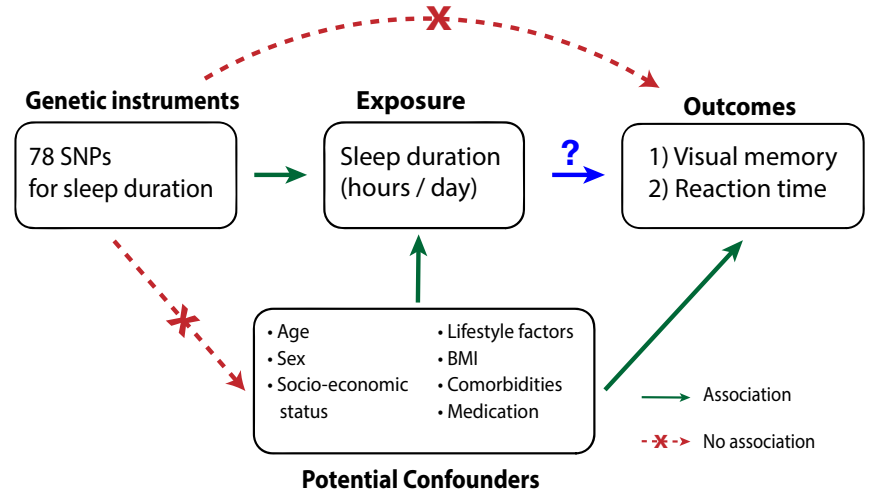 X
Genetic instruments
78 SNPs
for sleep duration
Exposure
Sleep duration
(hours / day)
?
Outcomes
1) Visual memory
2) Reaction time
X
• Age
• Sex
• Socio-economic
status
• Lifestyle factors
• BMI
• Comorbidities
• Medication
Potential Confounders
Association
X
No association